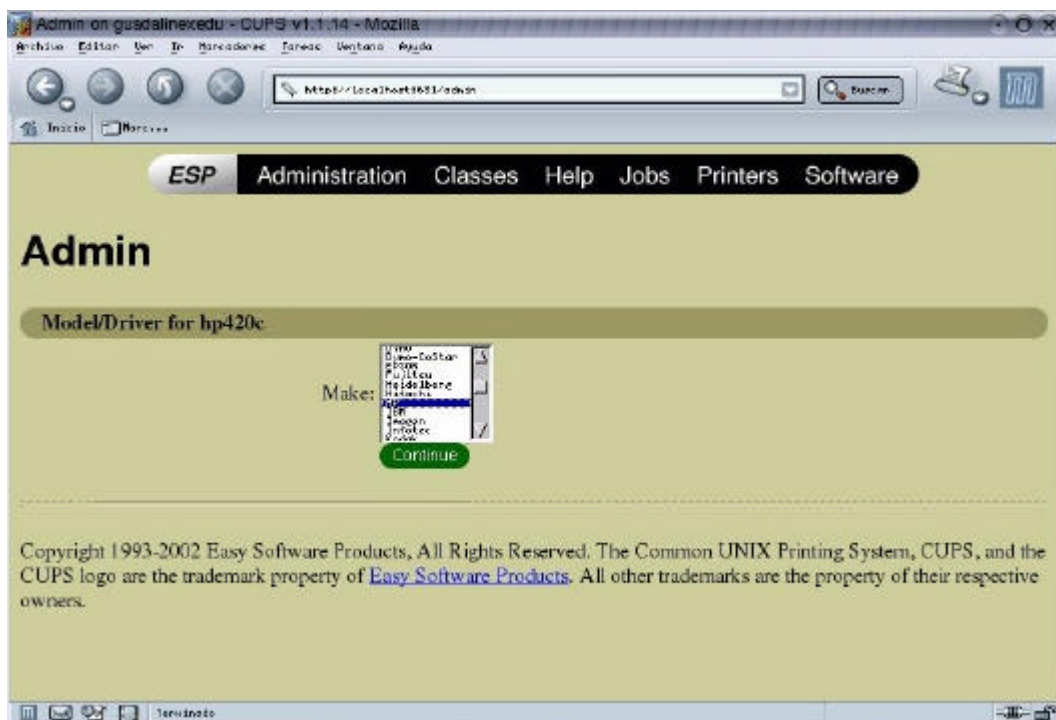 Admin on guadalinexedu - CUPS v1.1.14 - Mozilla
Archivo Editar Ver Ir Marcadores Tareas Ventana Ayuda
http://localhost:631/admin Buscar
Inicio
ESP Administration Classes Help Jobs Printers Software
Admin
Model/Driver for hp420c
Make:
Dymo-CoStar
Fujitsu
Heidelberg
Hitachi
HP
IBM
Imagen
Infotec
Continue
Copyright 1993-2002 Easy Software Products, All Rights Reserved. The Common UNIX Printing System, CUPS, and the
CUPS logo are the trademark property of Easy Software Products. All other trademarks are the property of their respective
owners.
Terminado